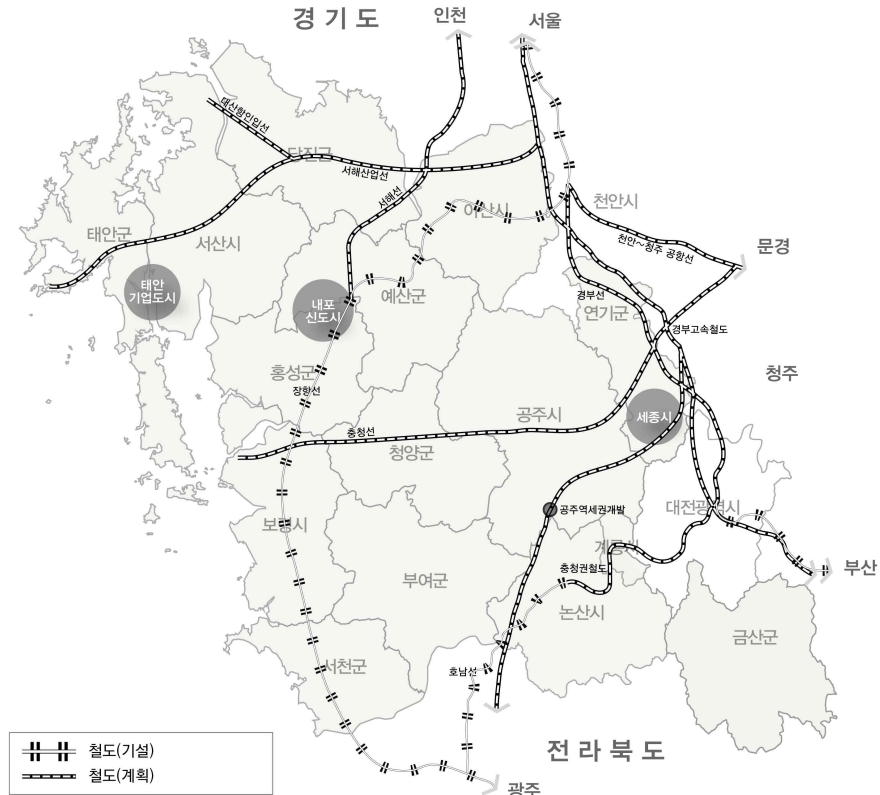 경기도
인천
서울
대산항인입선
당진군
서해산업선
서해선
아산시
천안시
태안군
서산시
천안~청주 공항선
문경
태안
기업도시
내포
신도시
예산군
경부선
연기군
경부고속철도
홍성군
장항선
청주
공주시
세종시
충청선
청양군
보령시
공주역세권개발
대전광역시
계룡시
충청권철도
부산
부여군
논산시
금산군
서천군
호남선
전라북도
광주
철도(기설)
철도(계획)